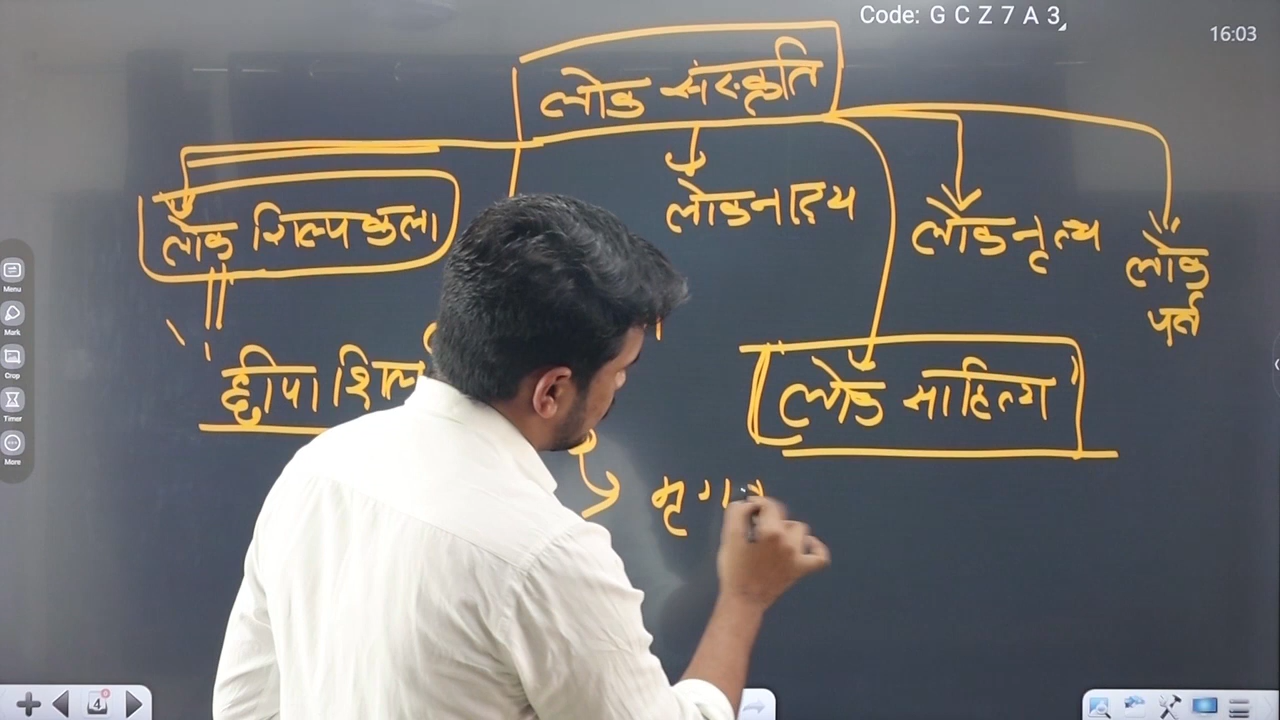 Code: G C Z 7 A 3
16:03
लोक संस्कृति
लोक शिल्पकला
लोकनाट्य
लोकनृत्य
लोक
पर्व
लोक साहित्य
Menu
Mark
Crop
Timer
More
4